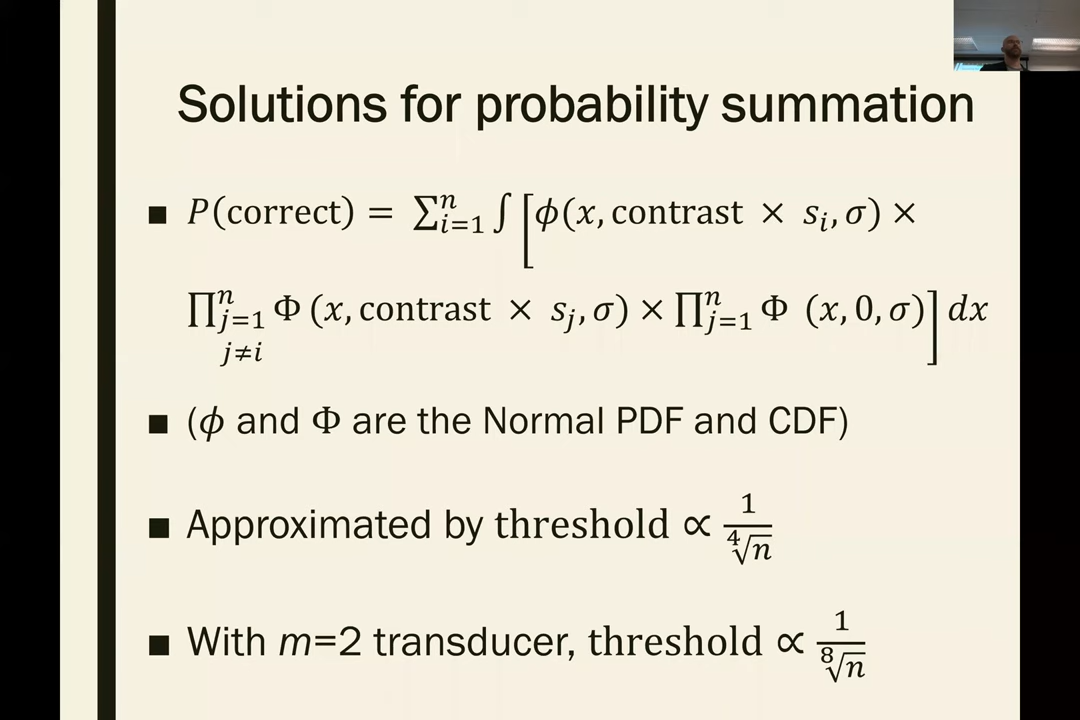 Solutions for probability summation
▪ P(correct) = ∑ⁿᵢ₌₁ ∫ [ϕ(x, contrast × sᵢ, σ) ×
∏ⁿⱼ₌₁ Φ (x, contrast × sⱼ, σ) × ∏ⁿⱼ₌₁ Φ (x, 0, σ)] dx
j≠i
▪ (ϕ and Φ are the Normal PDF and CDF)
▪ Approximated by threshold ∝ 1/∜n
▪ With m=2 transducer, threshold ∝ 1/⁸√n